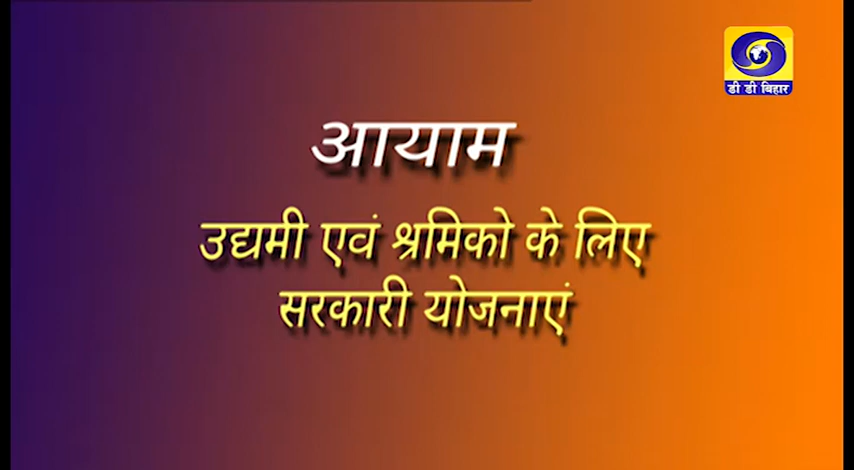 डी डी बिहार
आयाम
उद्यमी एवं श्रमिको के लिए
सरकारी योजनाएं